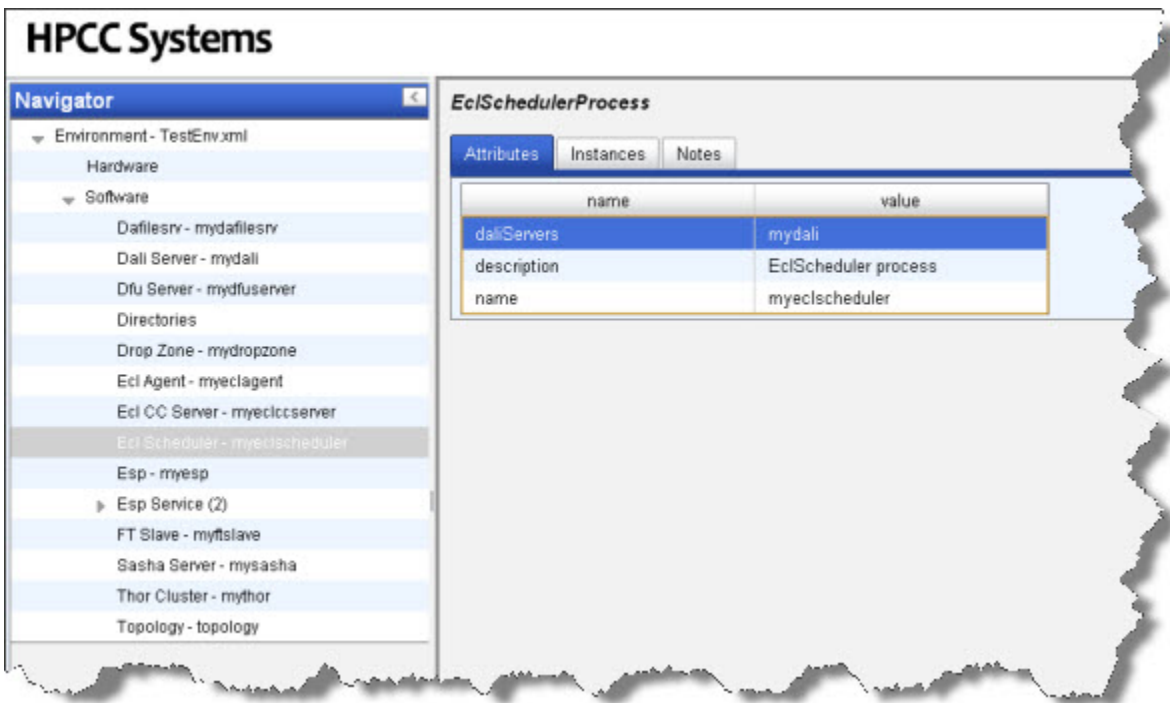 HPCC Systems
Navigator
Environment - TestEnv.xml
Hardware
Software
Dafilesrv - mydafilesrv
Dali Server - mydali
Dfu Server - mydfuserver
Directories
Drop Zone - mydropzone
Ecl Agent - myeclagent
Ecl CC Server - myeclccserver
Ecl Scheduler - myeclscheduler
Esp - myesp
Esp Service (2)
FT Slave - myftslave
Sasha Server - mysasha
Thor Cluster - mythor
Topology - topology
EclSchedulerProcess
Attributes Instances Notes
name value
daliServers mydali
description EclScheduler process
name myeclscheduler